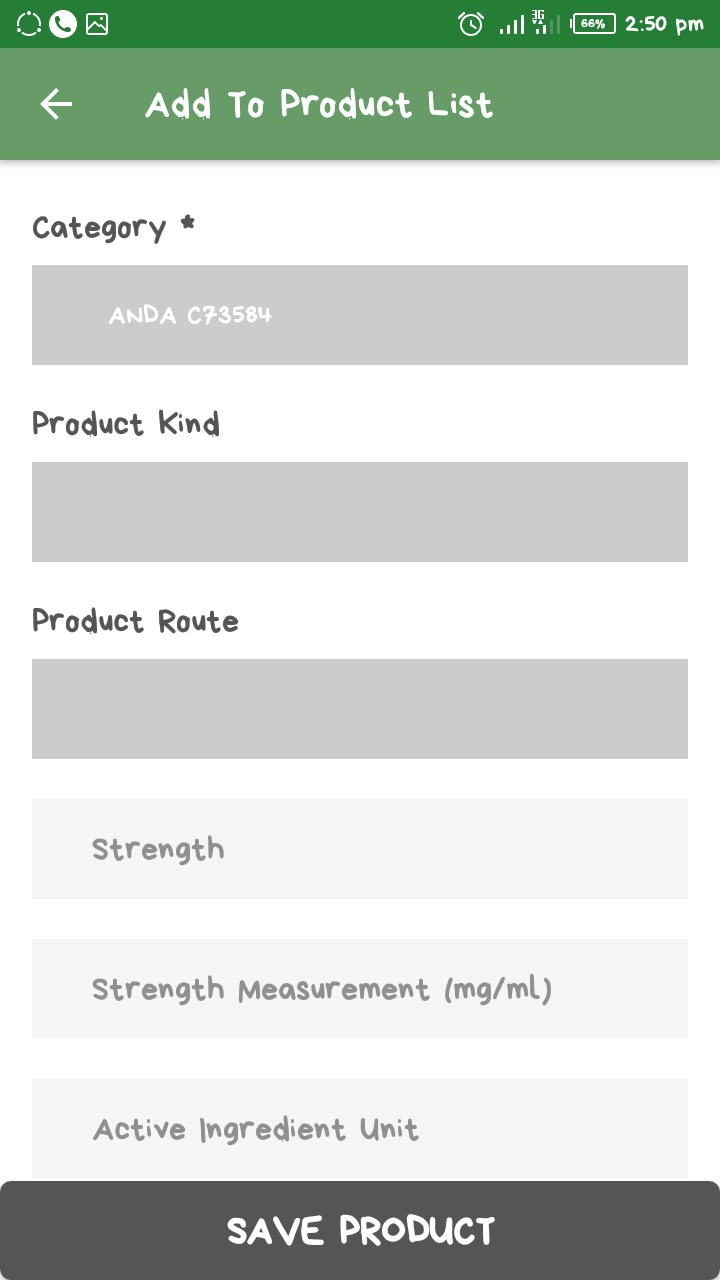 3G
66%
2:50 pm
Add To Product List
Category *
ANDA C73584
Product Kind
Product Route
Strength
Strength Measurement (mg/ml)
Active Ingredient Unit
SAVE PRODUCT